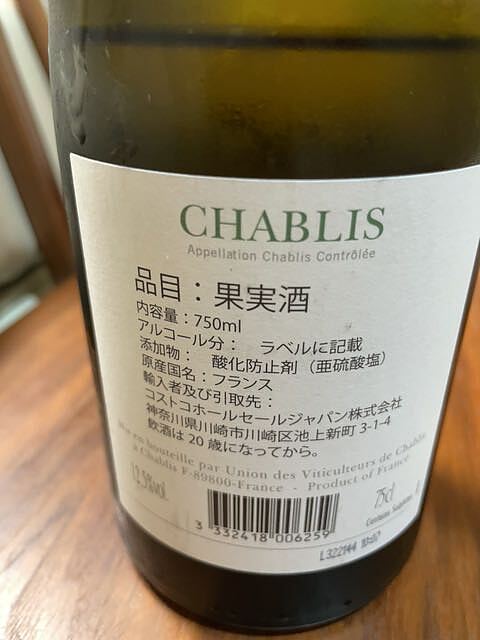 CHABLIS
Appellation Chablis Contrôlée
品目：果実酒
内容量：750ml
アルコール分： ラベルに記載
添加物： 酸化防止剤（亜硫酸塩）
原産国名：フランス
輸入者及び引取先：
コストコホールセールジャパン株式会社
神奈川県川崎市川崎区池上新町 3-1-4
飲酒は 20 歳になってから。
Mise en bouteille par Union des Viticulteurs de Chablis
à Chablis F-89800-France - Product of France
12,5%vol
75cl
Contains
3 332418 006259
L322144